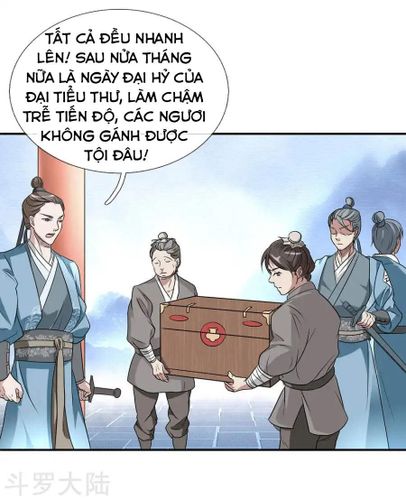 TẤT CẢ ĐỀU NHANH
LÊN! SAU NỬA THÁNG
NỮA LÀ NGÀY ĐẠI HỶ CỦA
ĐẠI TIỂU THƯ, LÀM CHẬM
TRỄ TIẾN ĐỘ, CÁC NGƯƠI
KHÔNG GÁNH ĐƯỢC
TỘI ĐÂU!
斗罗大陆